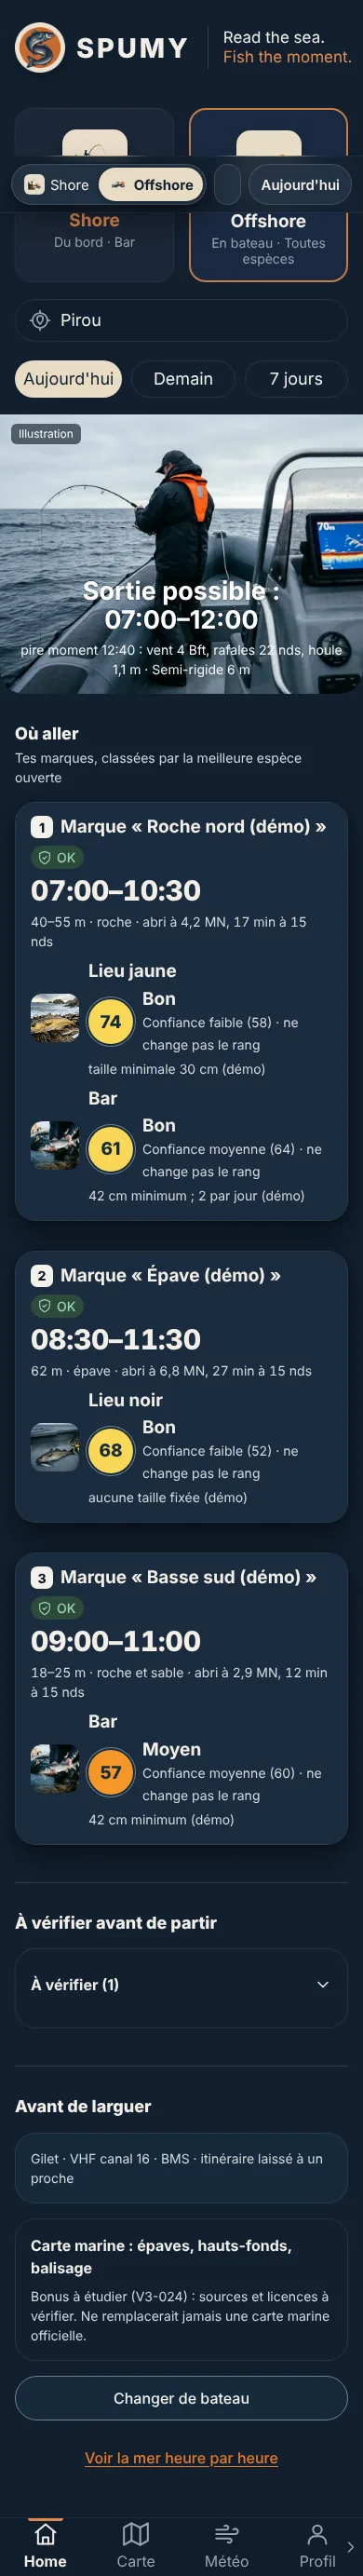 SPUMY
Read the sea.
Fish the moment.
Shore
Offshore
Aujourd'hui
Shore
Du bord · Bar
Offshore
En bateau · Toutes
espèces
Pirou
Aujourd'hui
Demain
7 jours
Illustration
70m
Sortie possible :
07:00–12:00
pire moment 12:40 : vent 4 Bft, rafales 22 nds, houle
1,1 m · Semi-rigide 6 m
Où aller
Tes marques, classées par la meilleure espèce
ouverte
1 Marque « Roche nord (démo) »
OK
07:00–10:30
40–55 m · roche · abri à 4,2 MN, 17 min à 15
nds
Lieu jaune
74
Bon
Confiance faible (58) · ne
change pas le rang
taille minimale 30 cm (démo)
Bar
61
Bon
Confiance moyenne (64) · ne
change pas le rang
42 cm minimum ; 2 par jour (démo)
2 Marque « Épave (démo) »
OK
08:30–11:30
62 m · épave · abri à 6,8 MN, 27 min à 15 nds
Lieu noir
68
Bon
Confiance faible (52) · ne
change pas le rang
aucune taille fixée (démo)
3 Marque « Basse sud (démo) »
OK
09:00–11:00
18–25 m · roche et sable · abri à 2,9 MN, 12 min
à 15 nds
Bar
57
Moyen
Confiance moyenne (60) · ne
change pas le rang
42 cm minimum (démo)
À vérifier avant de partir
À vérifier (1)
Avant de larguer
Gilet · VHF canal 16 · BMS · itinéraire laissé à un
proche
Carte marine : épaves, hauts-fonds,
balisage
Bonus à étudier (V3-024) : sources et licences à
vérifier. Ne remplacerait jamais une carte marine
officielle.
Changer de bateau
Voir la mer heure par heure
Home
Carte
Météo
Profil